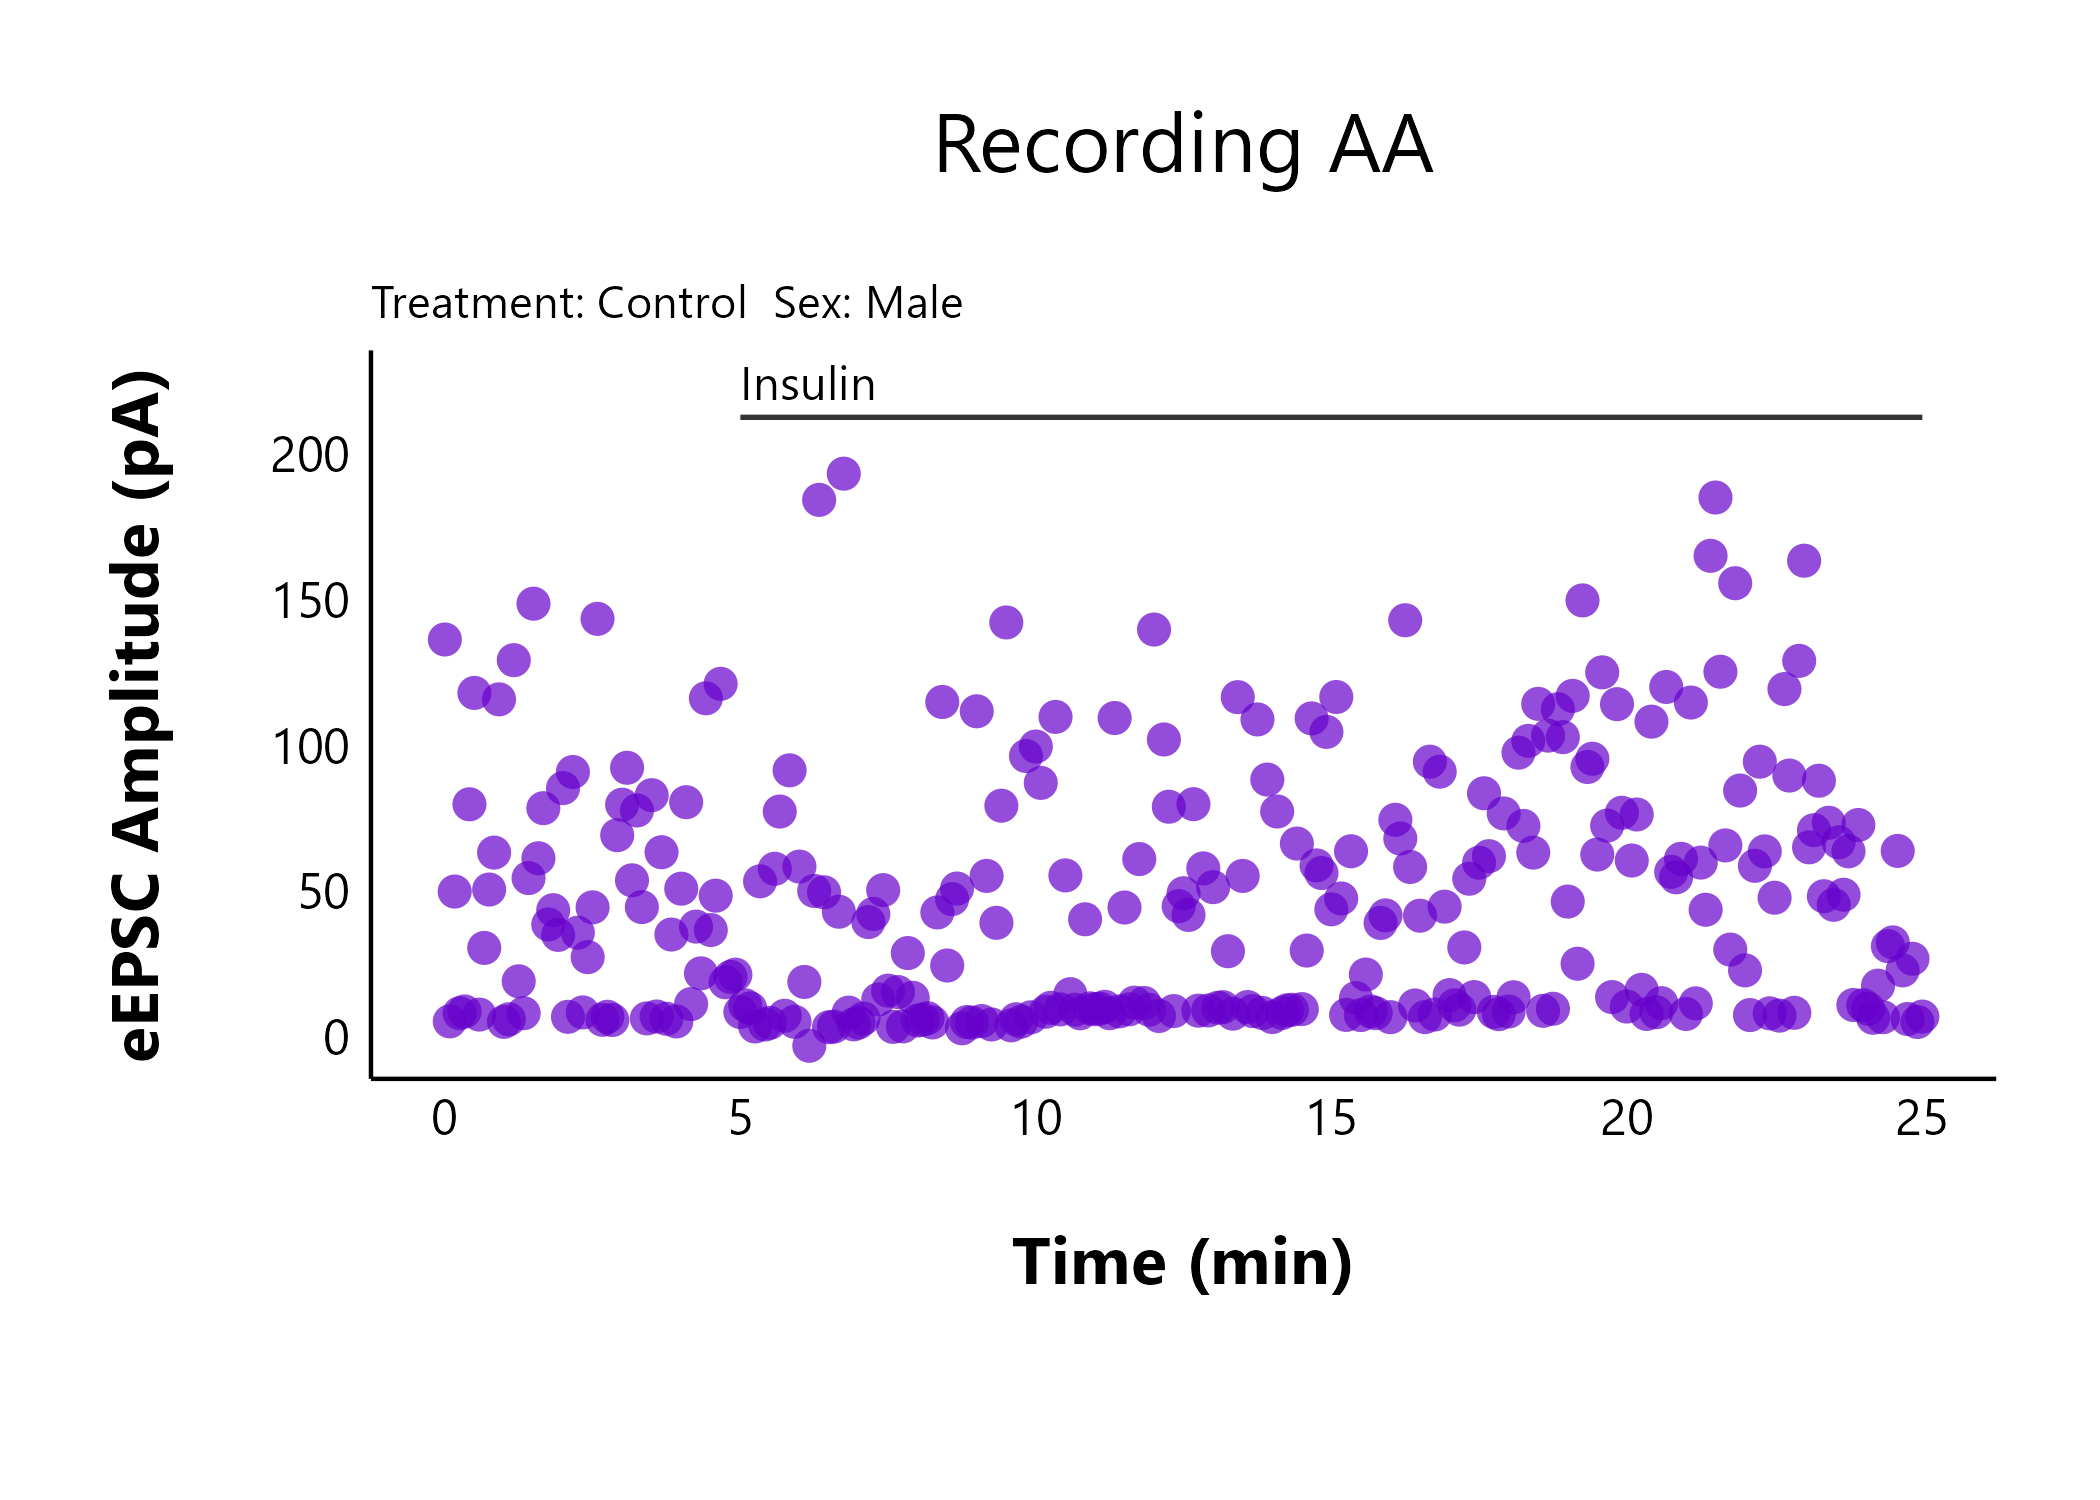 Recording AA
Treatment: Control  Sex: Male
Insulin
eEPSC Amplitude (pA)
200
150
100
50
0
0 5 10 15 20 25
Time (min)